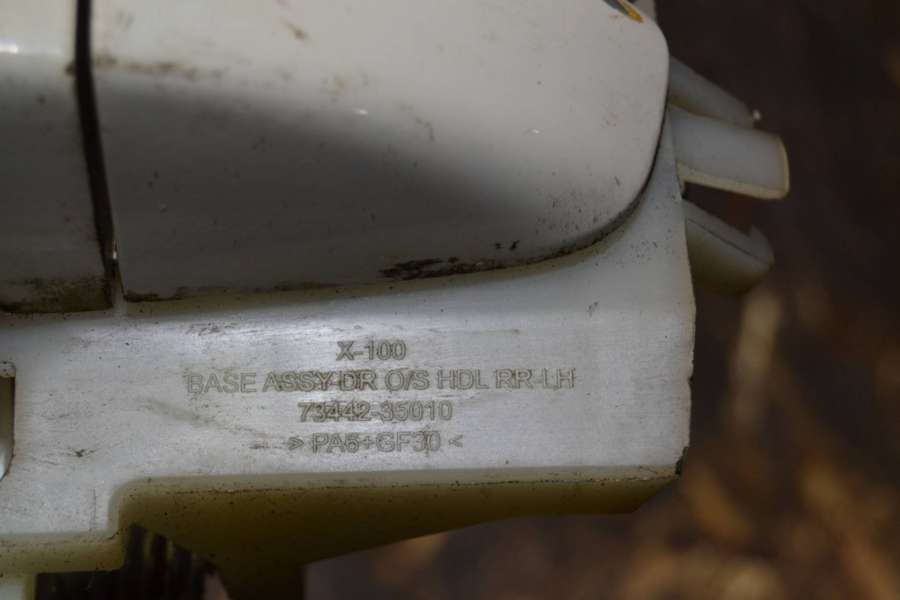 X-100
BASE ASSY-DR O/S HDL RR-LH
73442-35010
> PA6+GF30 <